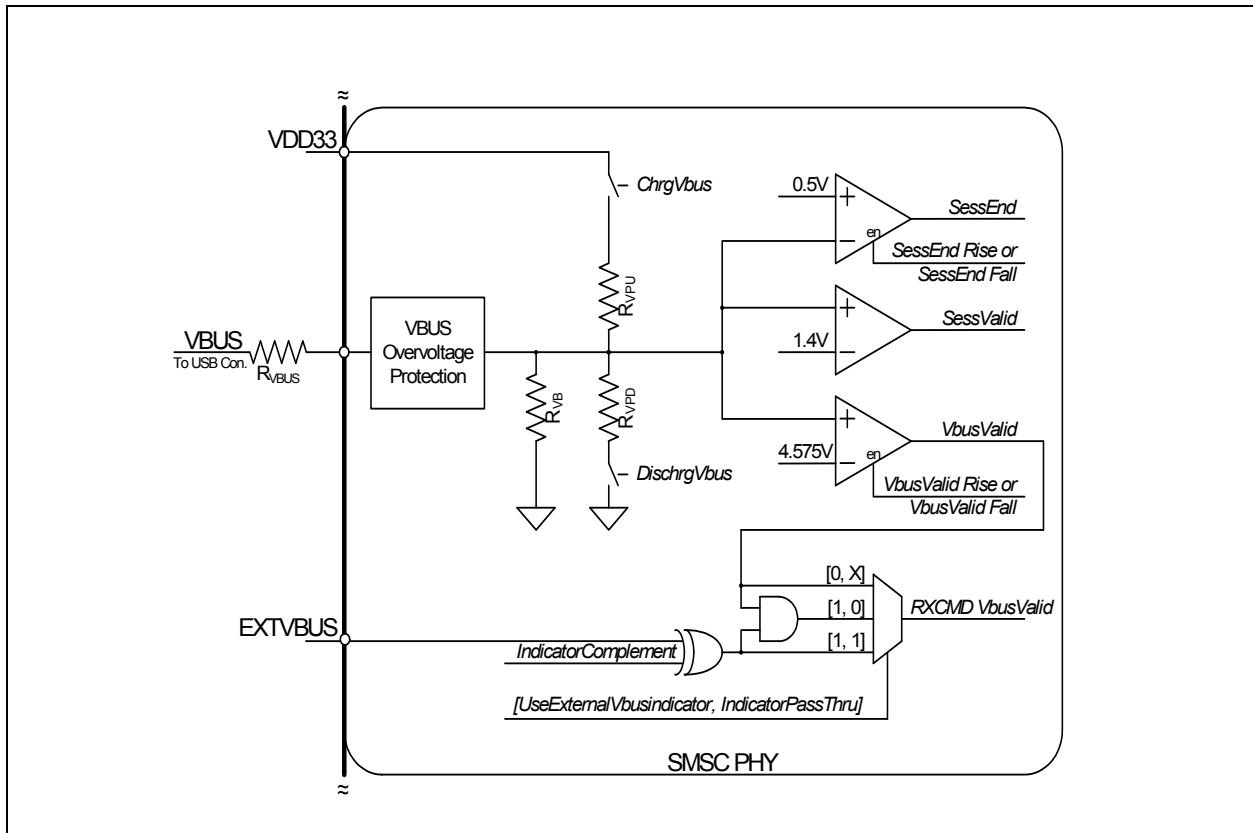 ≈
VDD33
ChrgVbus
RVPU
0.5V
+
−
en
SessEnd
SessEnd Rise or
SessEnd Fall
VBUS
To USB Con.
RVBUS
VBUS
Overvoltage
Protection
RVB
RVPD
DischrgVbus
+
1.4V
−
SessValid
+
4.575V
−
en
VbusValid
VbusValid Rise or
VbusValid Fall
EXTVBUS
IndicatorComplement
[0, X]
[1, 0]
[1, 1]
RXCMD VbusValid
[UseExternalVbusindicator, IndicatorPassThru]
SMSC PHY
≈